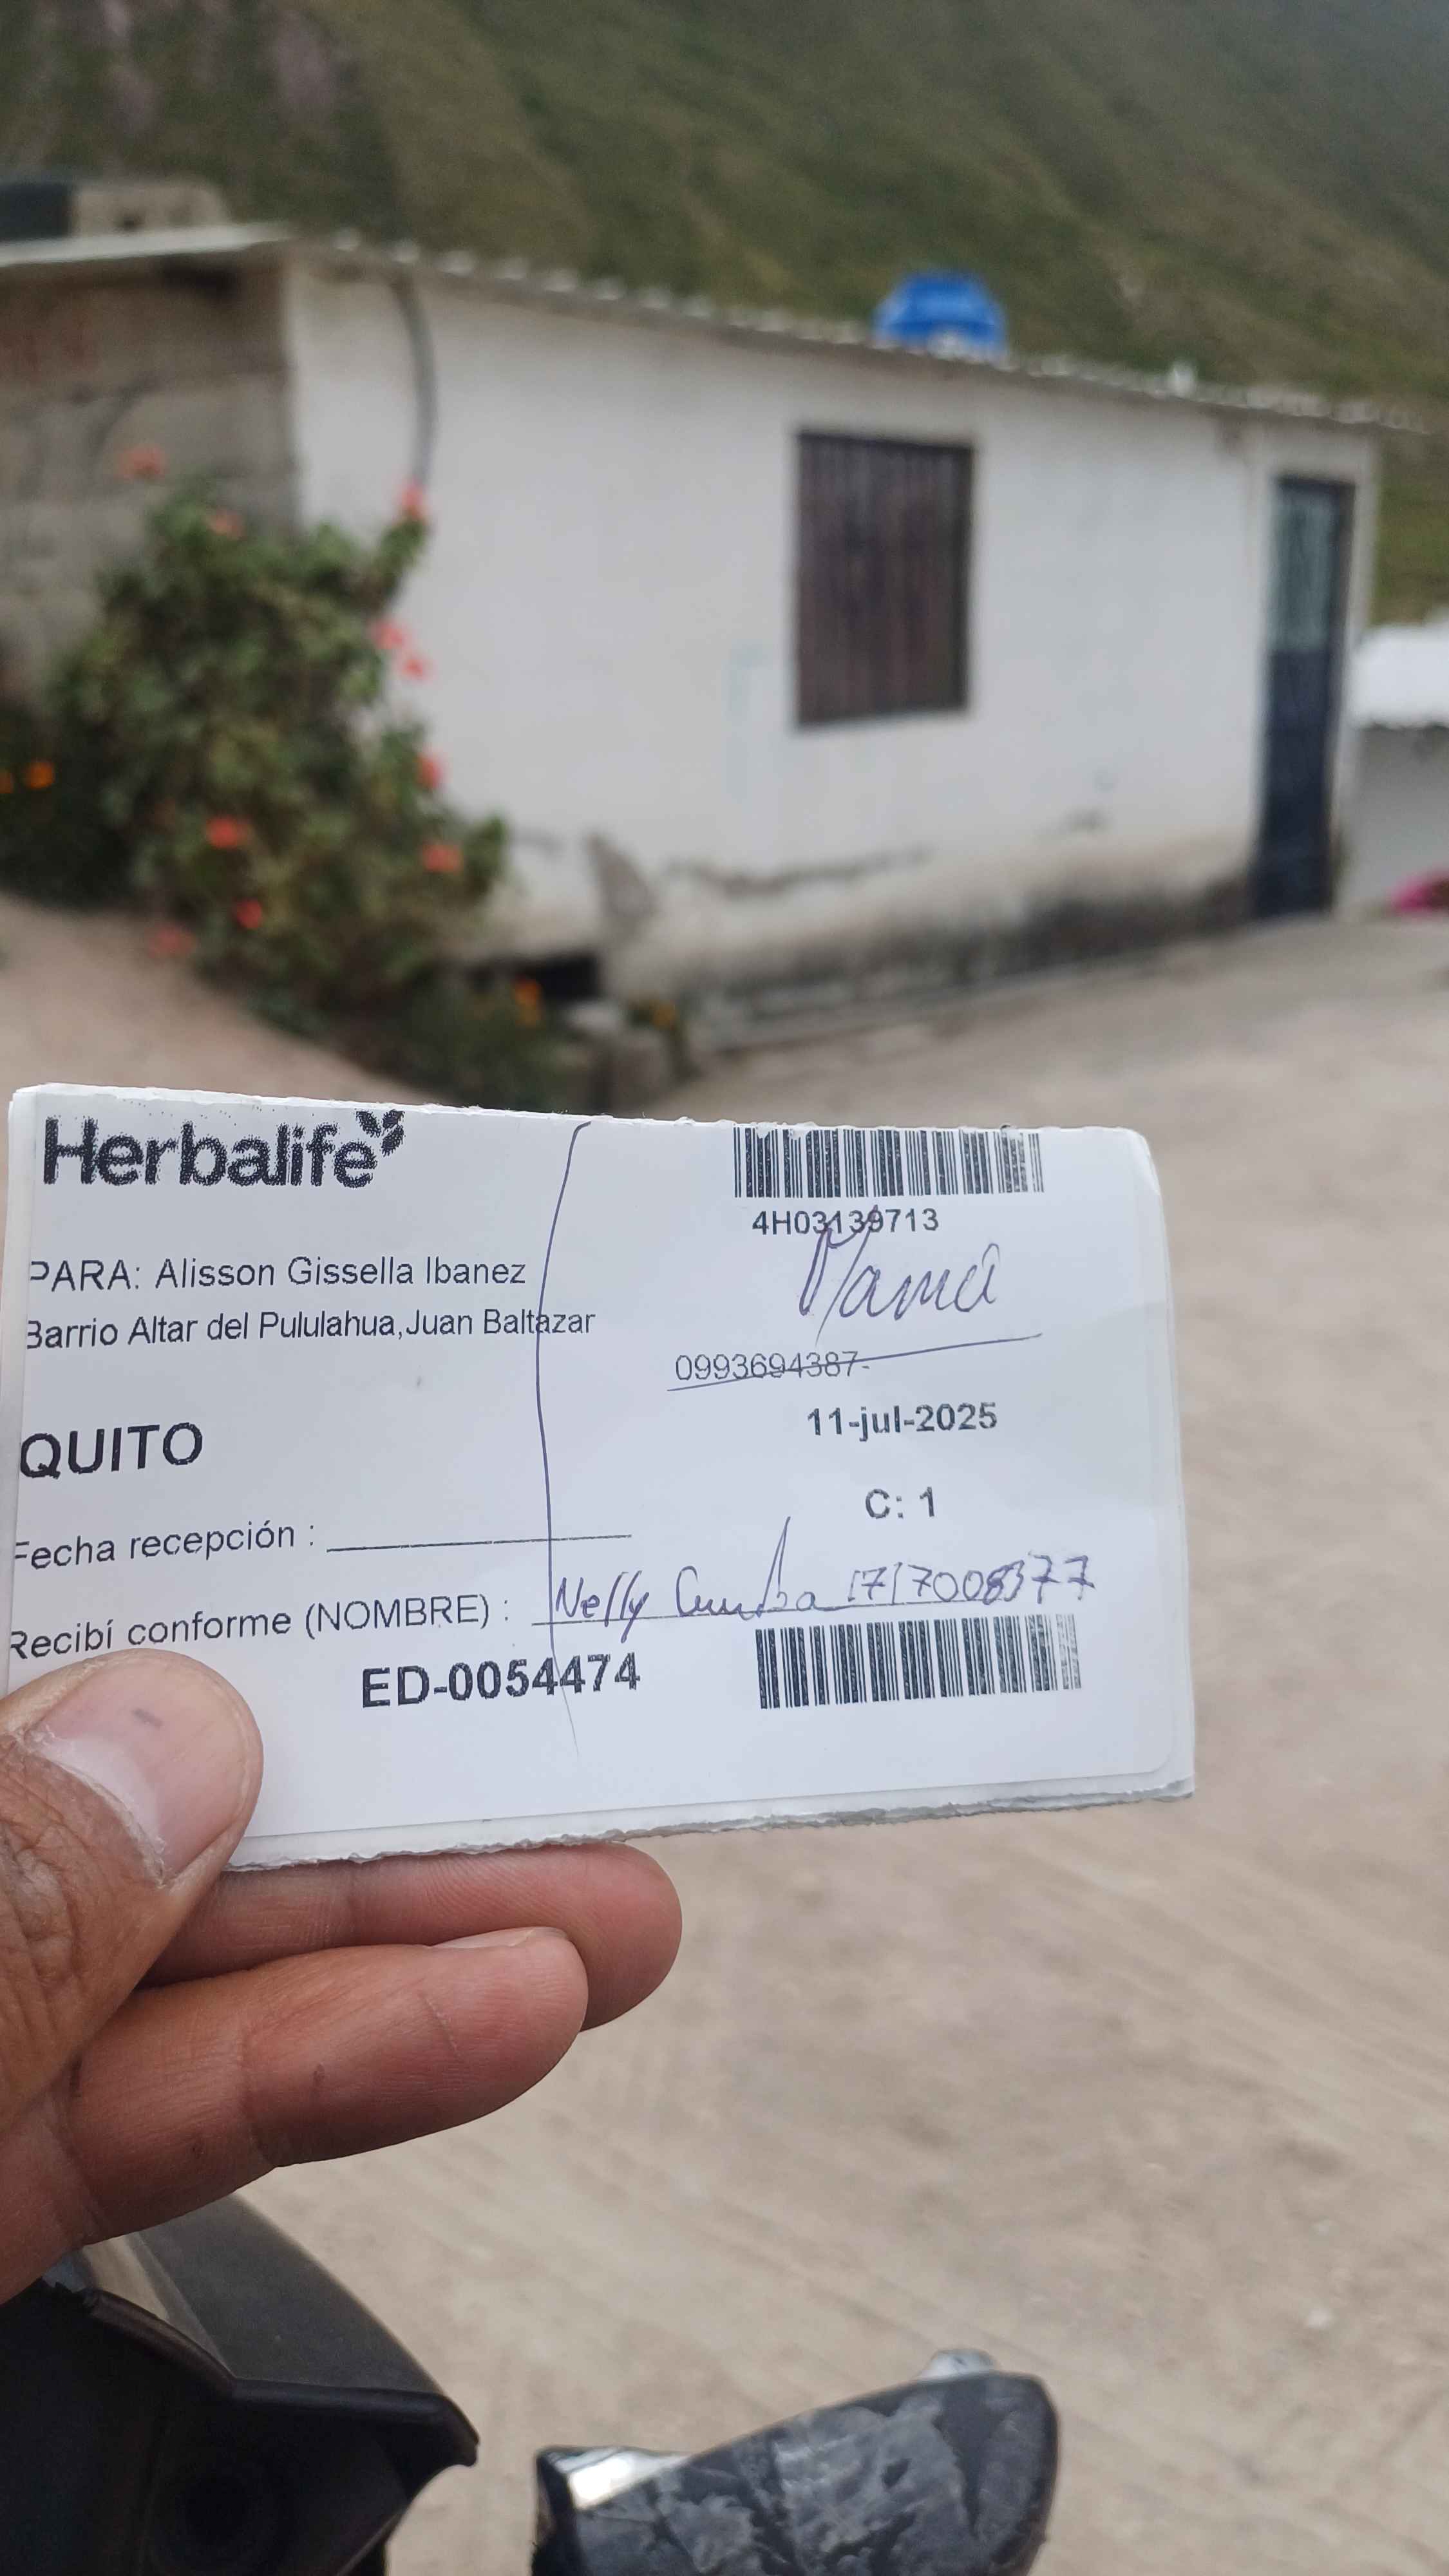 Herbalife
4H03139713
Mamá
PARA: Alisson Gissella Ibanez
Barrio Altar del Pululahua,Juan Baltazar
0993694387-
11-jul-2025
QUITO
C: 1
Fecha recepción :
Recibí conforme (NOMBRE) : Nelly 1717008377
ED-0054474